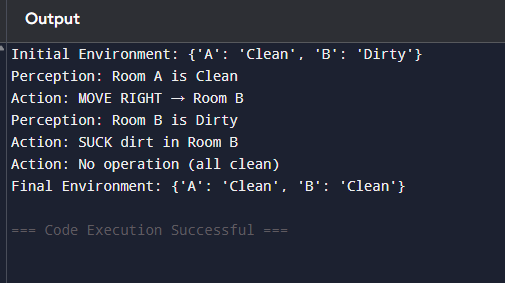 Output
Initial Environment: {'A': 'Clean', 'B': 'Dirty'}
Perception: Room A is Clean
Action: MOVE RIGHT → Room B
Perception: Room B is Dirty
Action: SUCK dirt in Room B
Action: No operation (all clean)
Final Environment: {'A': 'Clean', 'B': 'Clean'}
=== Code Execution Successful ===